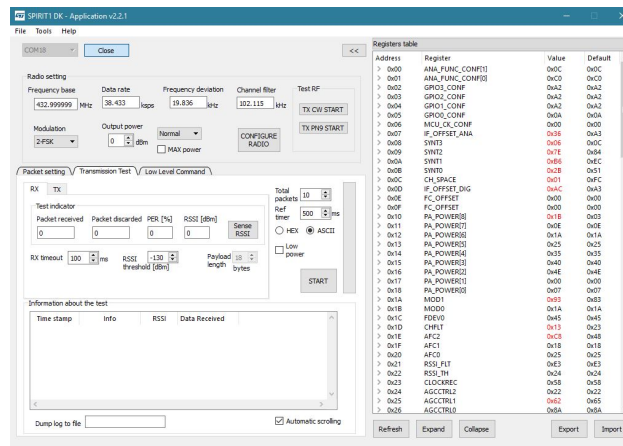 SPIRIT1 DK - Application v2.2.1
File Tools Help
COM18 Close <<
Radio setting
Frequency base Data rate Frequency deviation Channel filter Test RF
432.999999 MHz 38.433 ksps 19.836 kHz 102.115 kHz TX CW START
TX PN9 START
Modulation Output power
2-FSK 0 dBm Normal CONFIGURE RADIO
MAX power
Packet setting Transmission Test Low Level Command
RX TX
Test indicator
Packet received Packet discarded PER [%] RSSI [dBm]
0 0 0 0 Sense RSSI
RX timeout 100 ms RSSI threshold [dBm] -130 Payload length 18 bytes
Total packets 10
Ref timer 500 ms
HEX ASCII
Low power
START
Information about the test
Time stamp Info RSSI Data Received
Dump log to file Automatic scrolling
Registers table
Address Register Value Default
0x00 ANA_FUNC_CONF[1] 0x0C 0x0C
0x01 ANA_FUNC_CONF[0] 0xC0 0xC0
0x02 GPIO3_CONF 0xA2 0xA2
0x03 GPIO2_CONF 0xA2 0xA2
0x04 GPIO1_CONF 0xA2 0xA2
0x05 GPIO0_CONF 0x0A 0x0A
0x06 MCU_CK_CONF 0x00 0x00
0x07 IF_OFFSET_ANA 0x36 0xA3
0x08 SYNT3 0x06 0x0C
0x09 SYNT2 0x7E 0x84
0x0A SYNT1 0xB6 0xEC
0x0B SYNT0 0x2B 0x51
0x0C CH_SPACE 0x01 0xFC
0x0D IF_OFFSET_DIG 0xAC 0xA3
0x0E FC_OFFSET 0x00 0x00
0x0F FC_OFFSET 0x00 0x00
0x10 PA_POWER[8] 0x1B 0x03
0x11 PA_POWER[7] 0x0E 0x0E
0x12 PA_POWER[6] 0x1A 0x1A
0x13 PA_POWER[5] 0x25 0x25
0x14 PA_POWER[4] 0x35 0x35
0x15 PA_POWER[3] 0x40 0x40
0x16 PA_POWER[2] 0x4E 0x4E
0x17 PA_POWER[1] 0x00 0x00
0x18 PA_POWER[0] 0x07 0x07
0x1A MOD1 0x93 0x83
0x1B MOD0 0x1A 0x1A
0x1C FDEV0 0x45 0x45
0x1D CHFLT 0x13 0x23
0x1E AFC2 0xC8 0x48
0x1F AFC1 0x18 0x18
0x20 AFC0 0x25 0x25
0x21 RSSI_FLT 0xE3 0xE3
0x22 RSSI_TH 0x24 0x24
0x23 CLOCKREC 0x58 0x58
0x24 AGCCTRL2 0x22 0x22
0x25 AGCCTRL1 0x62 0x65
0x26 AGCCTRL0 0x8A 0x8A
Refresh Expand Collapse Export Import